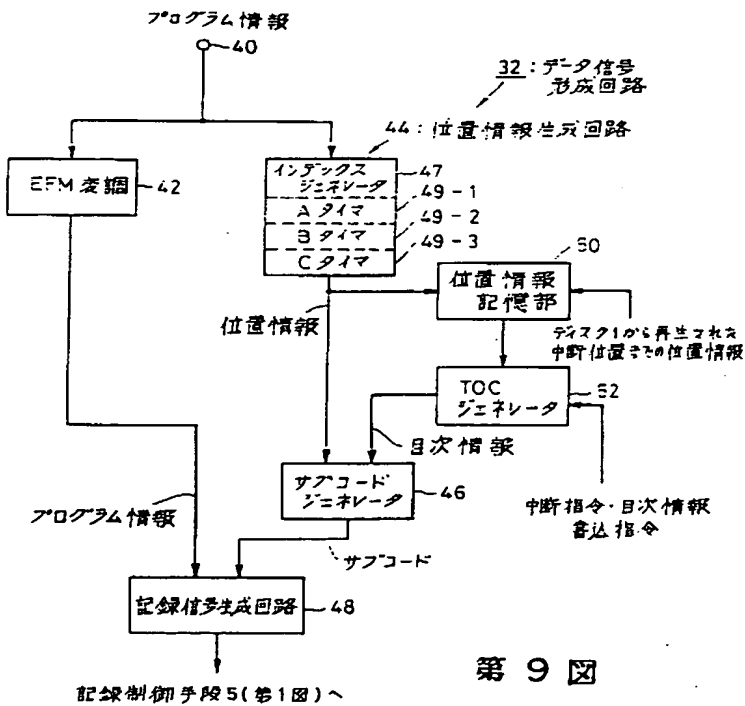 プログラム情報
40
32:データ信号
形成回路
44:位置情報生成回路
EFM変調
42
インデックス
ジェネレータ
47
Aタイマ
49-1
Bタイマ
49-2
Cタイマ
49-3
50
位置情報
記憶部
位置情報
ディスク1から再生された
中断位置までの位置情報
TOC
ジェネレータ
52
目次情報
サブコード
ジェネレータ
46
中断指令・目次情報
書込指令
プログラム情報
サブコード
記録信号生成回路
48
第9図
記録制御手段5(第1図)へ